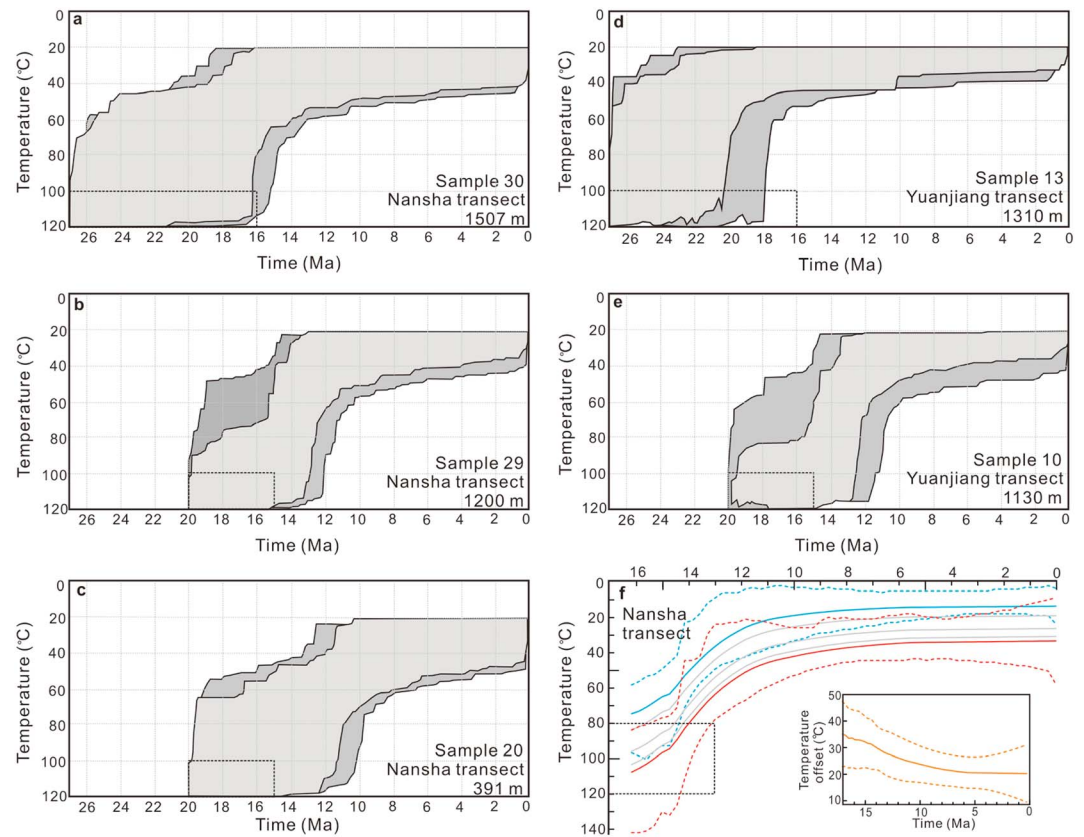 a
0
20
40
60
80
100
120
Temperature (°C)
Sample 30
Nansha transect
1507 m
26 24 22 20 18 16 14 12 10 8 6 4 2 0
Time (Ma)
d
0
20
40
60
80
100
120
Temperature (°C)
Sample 13
Yuanjiang transect
1310 m
26 24 22 20 18 16 14 12 10 8 6 4 2 0
Time (Ma)
b
0
20
40
60
80
100
120
Temperature (°C)
Sample 29
Nansha transect
1200 m
26 24 22 20 18 16 14 12 10 8 6 4 2 0
Time (Ma)
e
0
20
40
60
80
100
120
Temperature (°C)
Sample 10
Yuanjiang transect
1130 m
26 24 22 20 18 16 14 12 10 8 6 4 2 0
Time (Ma)
c
0
20
40
60
80
100
120
Temperature (°C)
Sample 20
Nansha transect
391 m
26 24 22 20 18 16 14 12 10 8 6 4 2 0
Time (Ma)
16 14 12 10 8 6 4 2 0
f
Nansha
transect
0
20
40
60
80
100
120
140
Temperature (°C)
50
40
30
20
10
Temperature
offset (°C)
15 10 5 0
Time (Ma)